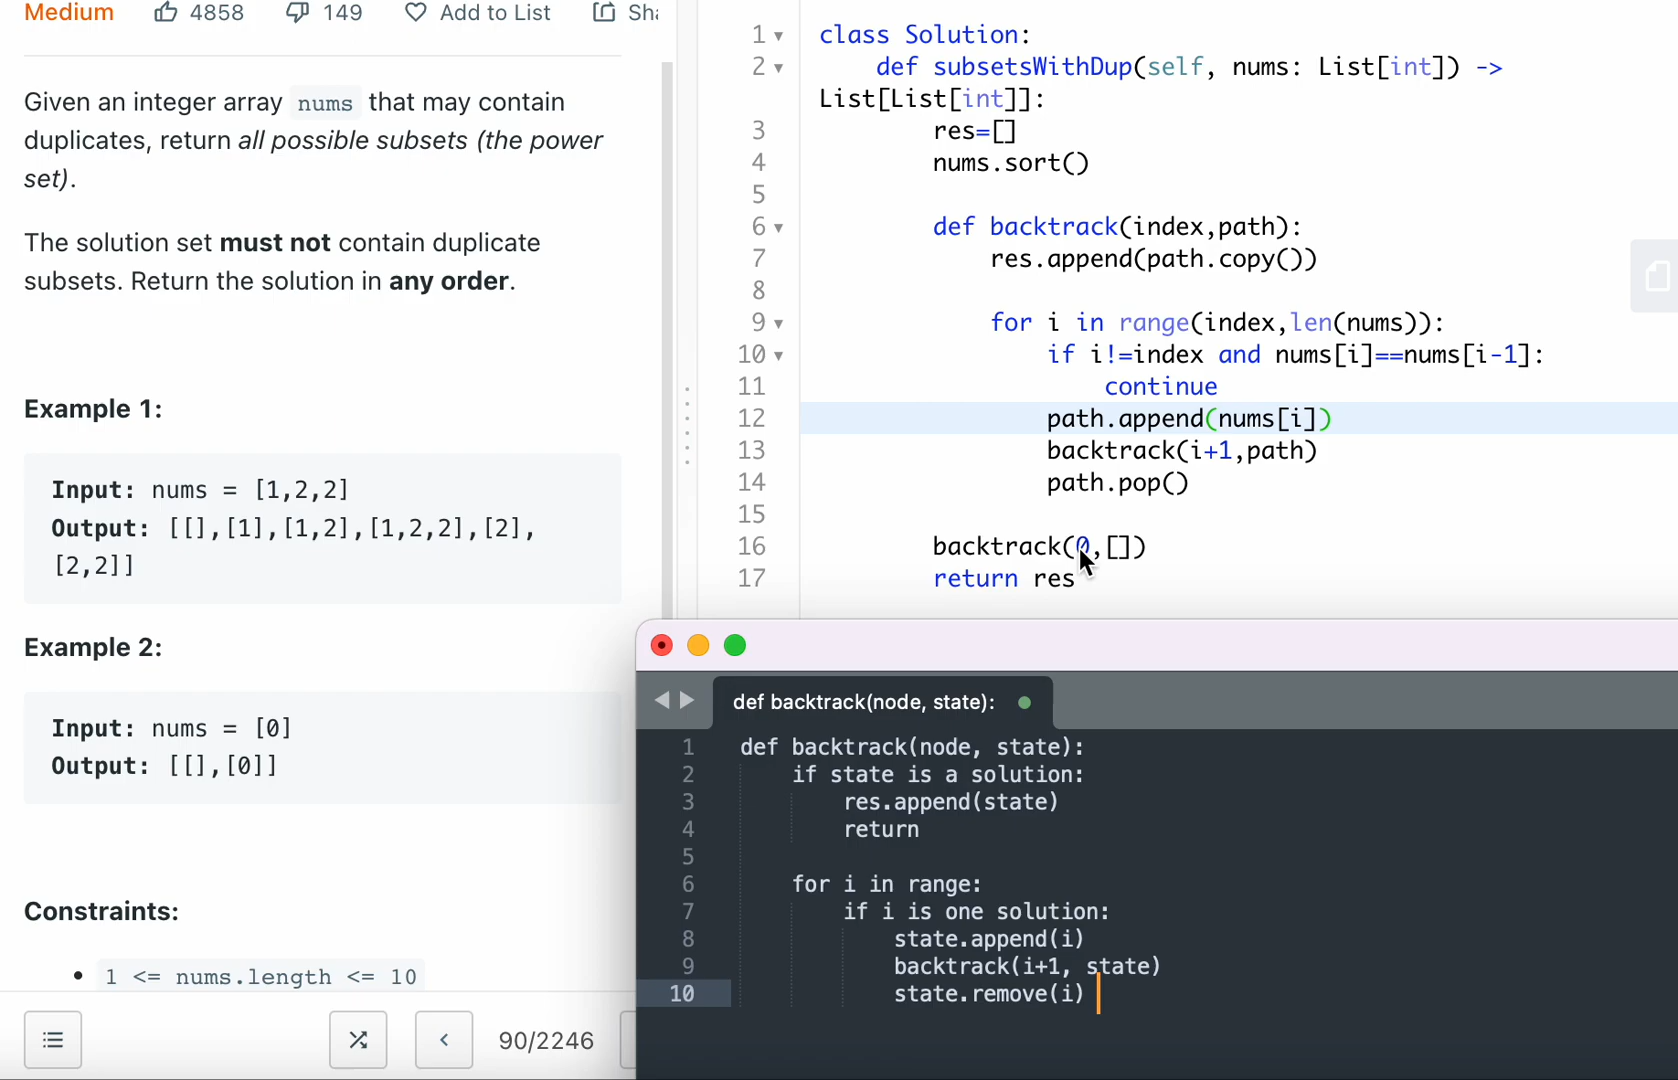 Medium 4858 149 Add to List
Given an integer array nums that may contain
duplicates, return all possible subsets (the power
set).
The solution set must not contain duplicate
subsets. Return the solution in any order.
Example 1:
Input: nums = [1,2,2]
Output: [[],[1],[1,2],[1,2,2],[2],
[2,2]]
Example 2:
Input: nums = [0]
Output: [[],[0]]
Constraints:
• 1 <= nums.length <= 10
90/2246
1 class Solution:
2 def subsetsWithDup(self, nums: List[int]) ->
List[List[int]]:
3 res=[]
4 nums.sort()
5
6 def backtrack(index,path):
7 res.append(path.copy())
8
9 for i in range(index,len(nums)):
10 if i!=index and nums[i]==nums[i-1]:
11 continue
12 path.append(nums[i])
13 backtrack(i+1,path)
14 path.pop()
15
16 backtrack(0,[])
17 return res
def backtrack(node, state):
1 def backtrack(node, state):
2 if state is a solution:
3 res.append(state)
4 return
5
6 for i in range:
7 if i is one solution:
8 state.append(i)
9 backtrack(i+1, state)
10 state.remove(i)